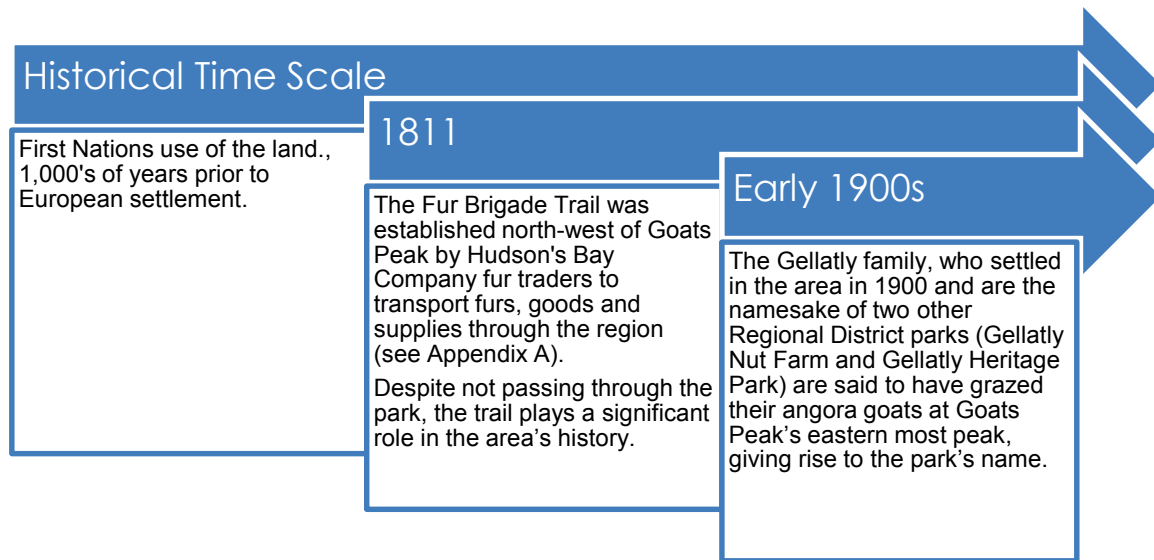 Historical Time Scale
First Nations use of the land.,
1,000's of years prior to
European settlement.
1811
The Fur Brigade Trail was
established north-west of Goats
Peak by Hudson's Bay
Company fur traders to
transport furs, goods and
supplies through the region
(see Appendix A).
Despite not passing through the
park, the trail plays a significant
role in the area’s history.
Early 1900s
The Gellatly family, who settled
in the area in 1900 and are the
namesake of two other
Regional District parks (Gellatly
Nut Farm and Gellatly Heritage
Park) are said to have grazed
their angora goats at Goats
Peak’s eastern most peak,
giving rise to the park’s name.